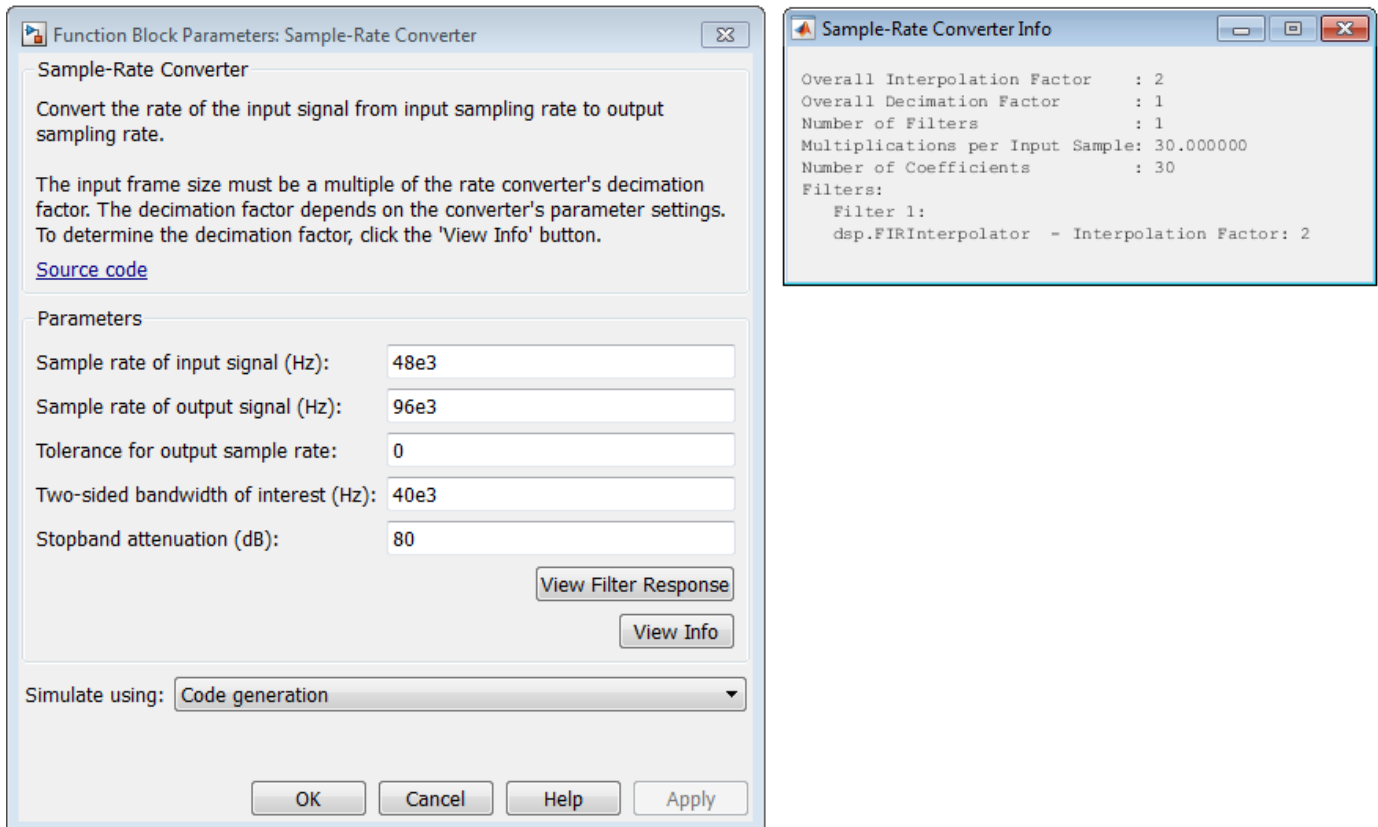 Function Block Parameters: Sample-Rate Converter
Sample-Rate Converter
Convert the rate of the input signal from input sampling rate to output
sampling rate.
The input frame size must be a multiple of the rate converter's decimation
factor. The decimation factor depends on the converter's parameter settings.
To determine the decimation factor, click the 'View Info' button.
Source code
Parameters
Sample rate of input signal (Hz): 48e3
Sample rate of output signal (Hz): 96e3
Tolerance for output sample rate: 0
Two-sided bandwidth of interest (Hz): 40e3
Stopband attenuation (dB): 80
View Filter Response
View Info
Simulate using: Code generation
OK Cancel Help Apply
Sample-Rate Converter Info
Overall Interpolation Factor : 2
Overall Decimation Factor : 1
Number of Filters : 1
Multiplications per Input Sample: 30.000000
Number of Coefficients : 30
Filters:
Filter 1:
dsp.FIRInterpolator - Interpolation Factor: 2